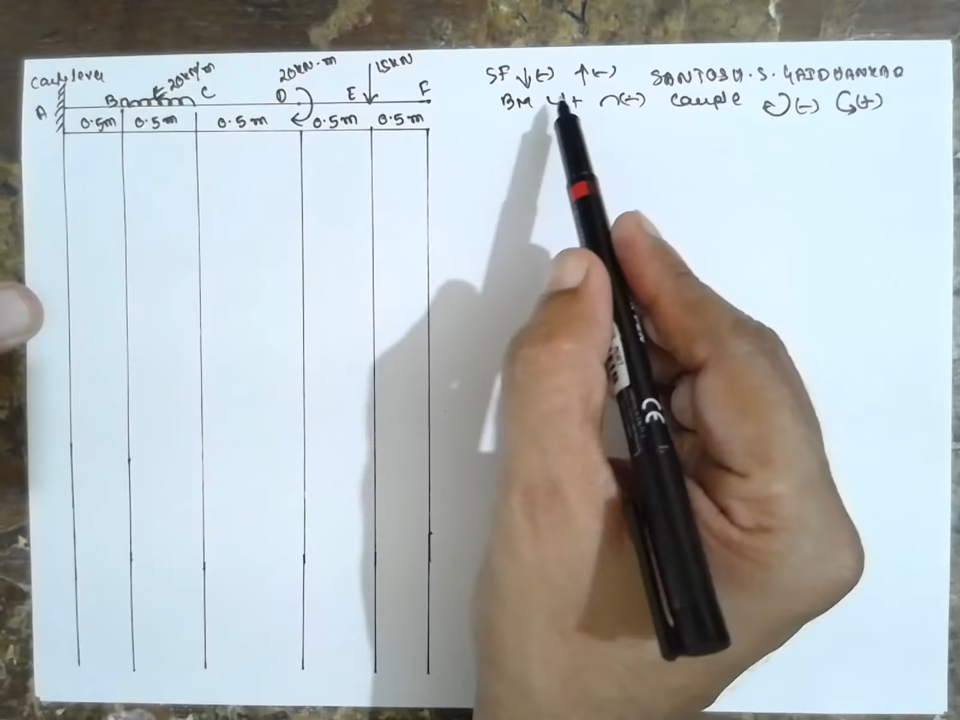 Cantilever
20kN/m
20kN·m
15kN
A B C D E F
0.5m 0.5m 0.5m 0.5m 0.5m
SF ↓(-) ↑(-) SANTOSH.S.GAIDHANKAR
BM + ∩(-) Couple (-) (+)
CE